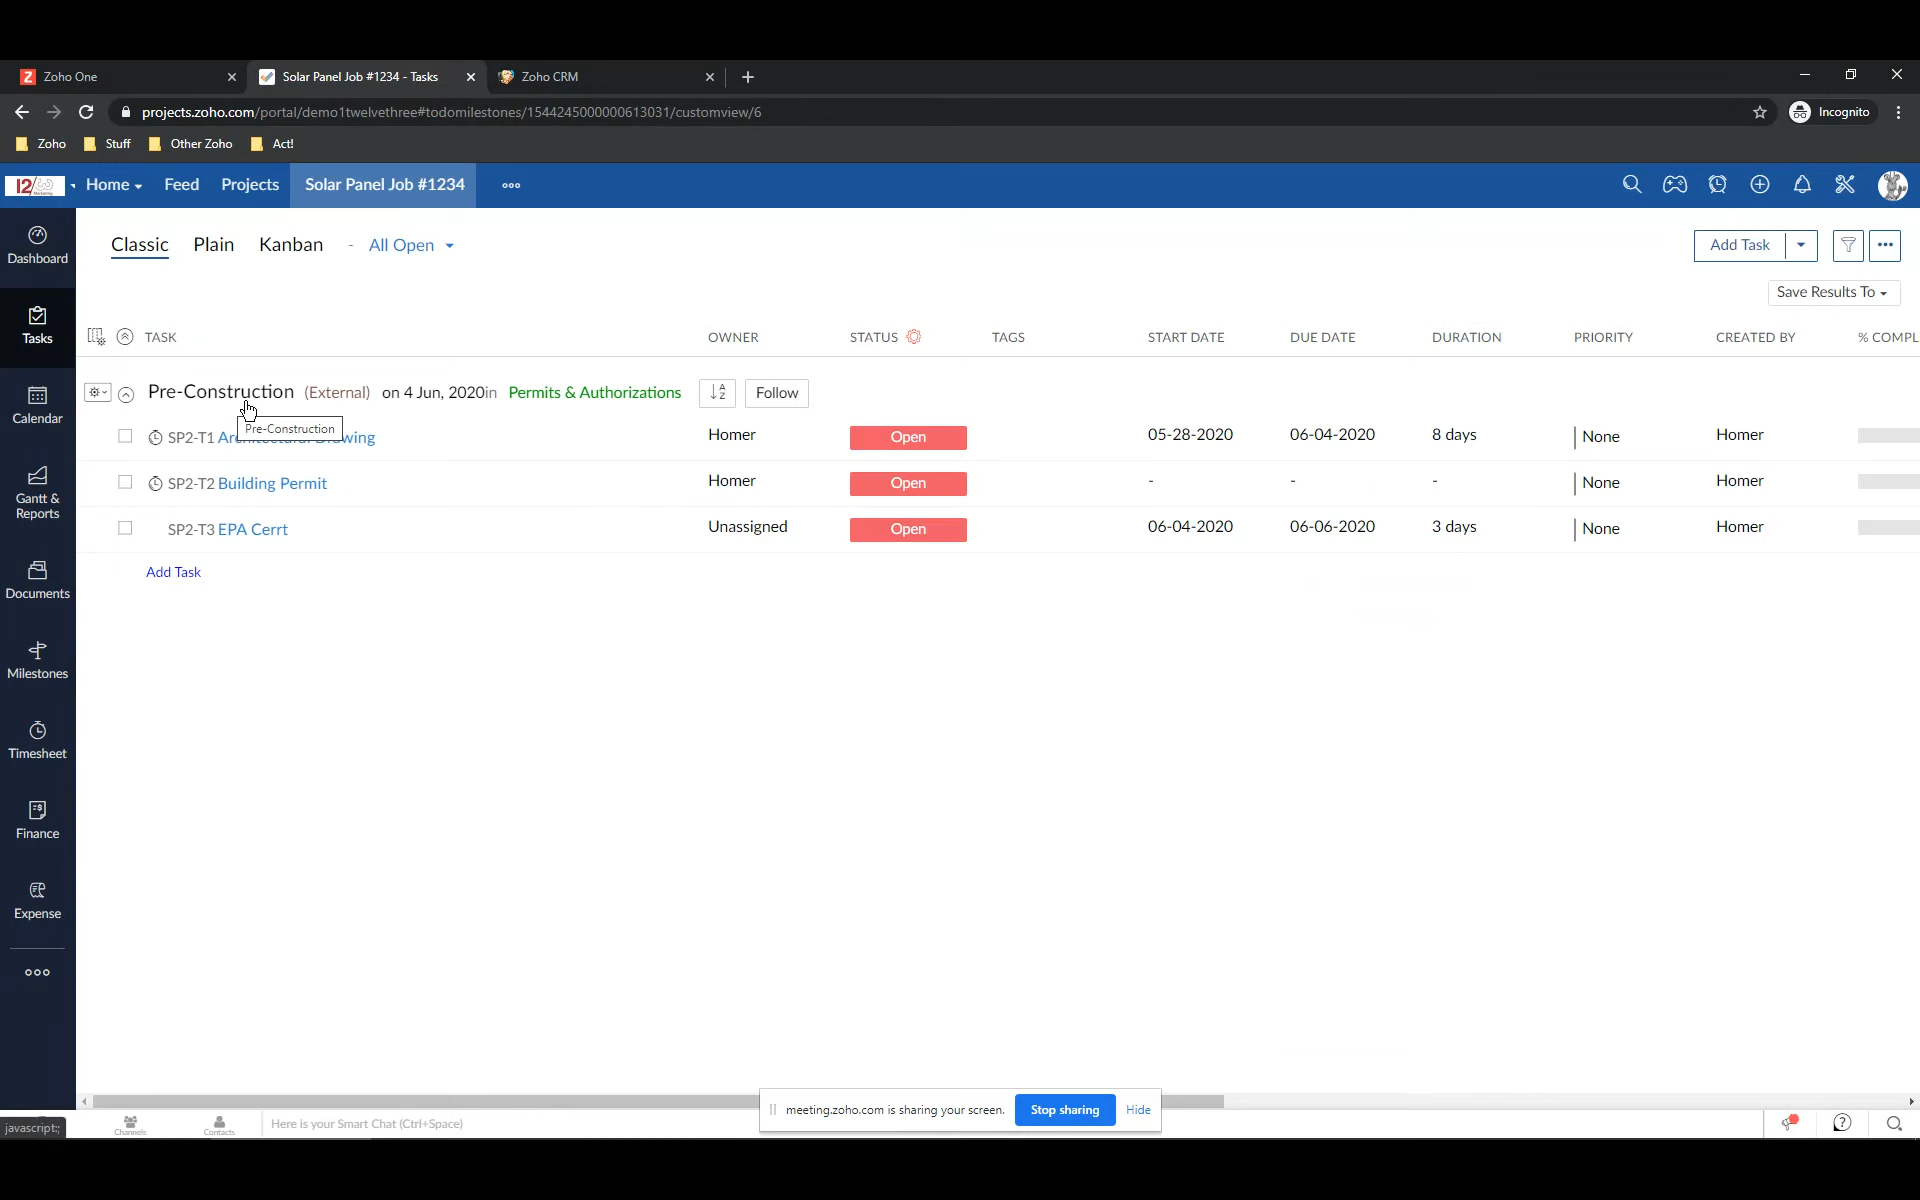 Zoho One
Solar Panel Job #1234 - Tasks
Zoho CRM
projects.zoho.com/portal/demo1twelvethree#todomilestones/1544245000000613031/customview/6
Incognito
Zoho
Stuff
Other Zoho
Act!
12/3
Home
Feed
Projects
Solar Panel Job #1234
Dashboard
Tasks
Calendar
Gantt &
Reports
Documents
Milestones
Timesheet
Finance
Expense
Classic
Plain
Kanban
- All Open
Add Task
Save Results To
TASK
OWNER
STATUS
TAGS
START DATE
DUE DATE
DURATION
PRIORITY
CREATED BY
% COMPL
Pre-Construction (External) on 4 Jun, 2020in Permits & Authorizations
Follow
Pre-Construction
SP2-T1 Ar wing Homer Open 05-28-2020 06-04-2020 8 days None Homer
SP2-T2 Building Permit Homer Open - - - None Homer
SP2-T3 EPA Cerrt Unassigned Open 06-04-2020 06-06-2020 3 days None Homer
Add Task
meeting.zoho.com is sharing your screen.
Stop sharing
Hide
javascript:;
Channels
Contacts
Here is your Smart Chat (Ctrl+Space)